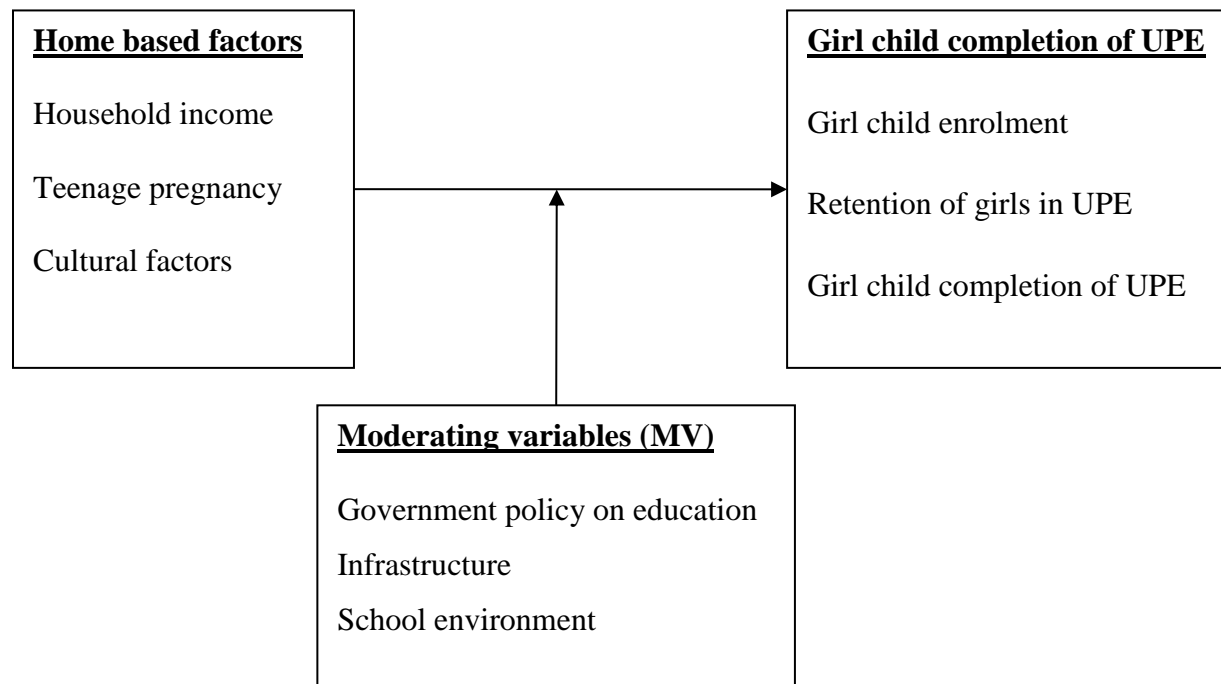 Home based factors
Household income
Teenage pregnancy
Cultural factors
Girl child completion of UPE
Girl child enrolment
Retention of girls in UPE
Girl child completion of UPE
Moderating variables (MV)
Government policy on education
Infrastructure
School environment